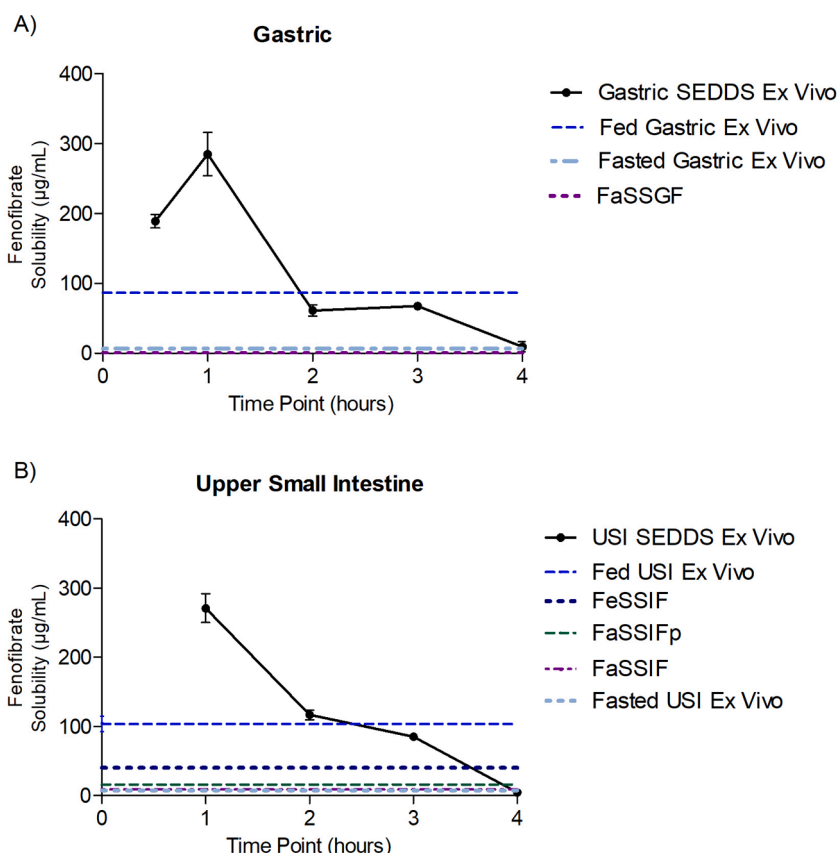 A)
Gastric
Fenofibrate
Solubility (µg/mL)
400
300
200
100
0
0
1
2
3
4
Time Point (hours)
Gastric SEDDS Ex Vivo
Fed Gastric Ex Vivo
Fasted Gastric Ex Vivo
FaSSGF
B)
Upper Small Intestine
Fenofibrate
Solubility (µg/mL)
400
300
200
100
0
0
1
2
3
4
Time Point (hours)
USI SEDDS Ex Vivo
Fed USI Ex Vivo
FeSSIF
FaSSIFp
FaSSIF
Fasted USI Ex Vivo